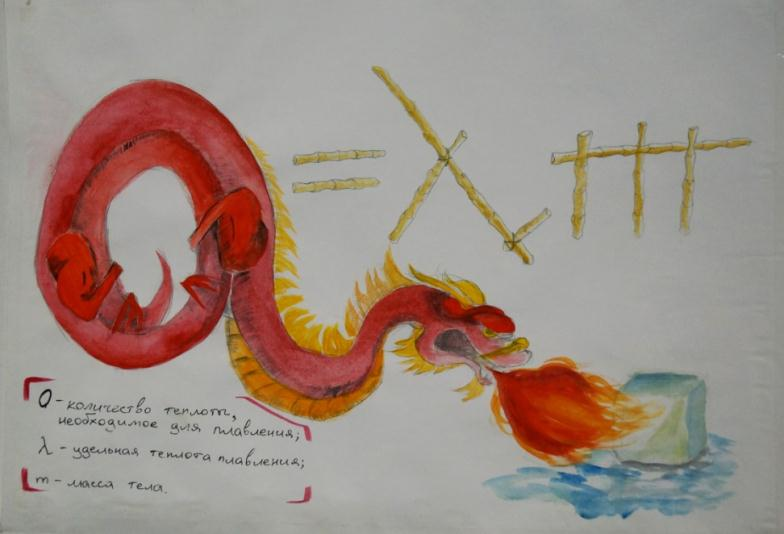 Q = λm
Q - количество теплоты,
необходимое для плавления;
λ - удельная теплота плавления;
m - масса тела.